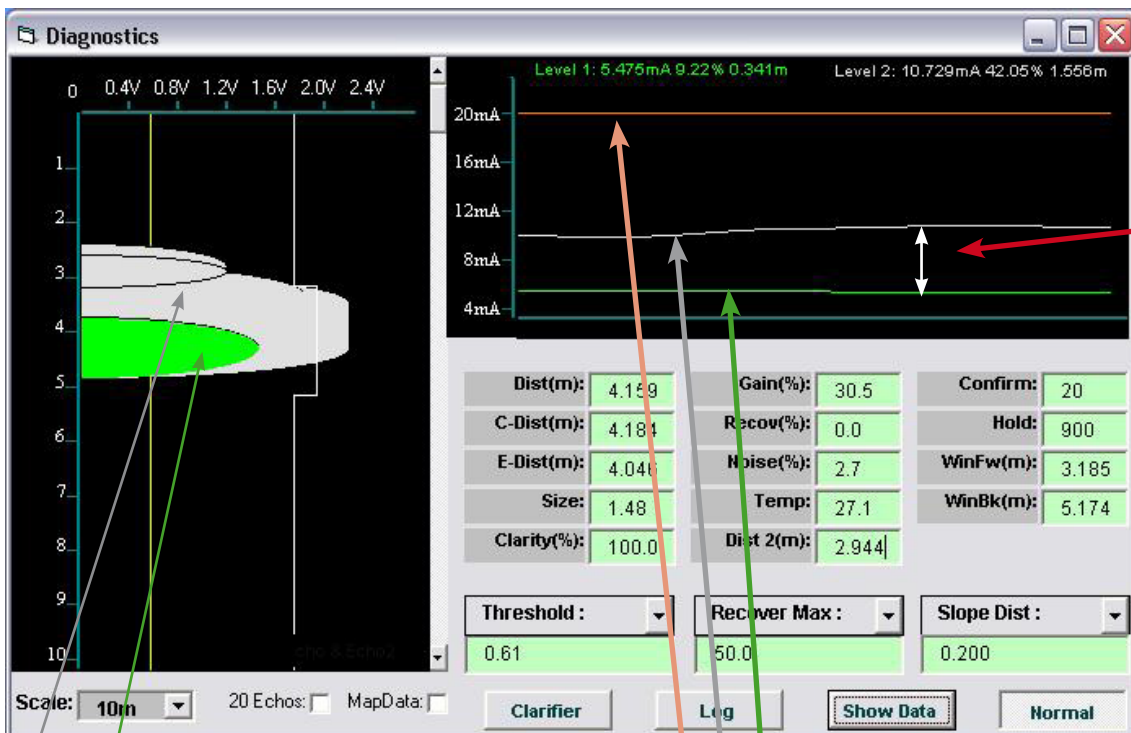 Diagnostics
0 0.4V 0.8V 1.2V 1.6V 2.0V 2.4V
1
2
3
4
5
6
7
8
9
10
cho & Echo2
Level 1: 5.475mA 9.22% 0.341m Level 2: 10.729mA 42.05% 1.556m
20mA
16mA
12mA
8mA
4mA
Dist(m): 4.159 Gain(%): 30.5 Confirm: 20
C-Dist(m): 4.184 Recov(%): 0.0 Hold: 900
E-Dist(m): 4.046 Noise(%): 2.7 WinFw(m): 3.185
Size: 1.48 Temp: 27.1 WinBk(m): 5.174
Clarity(%): 100.0 Dist 2(m): 2.944
Threshold : Recover Max : Slope Dist :
0.61 50.0 0.200
Scale: 10m 20 Echos: MapData: Clarifier Log Show Data Normal